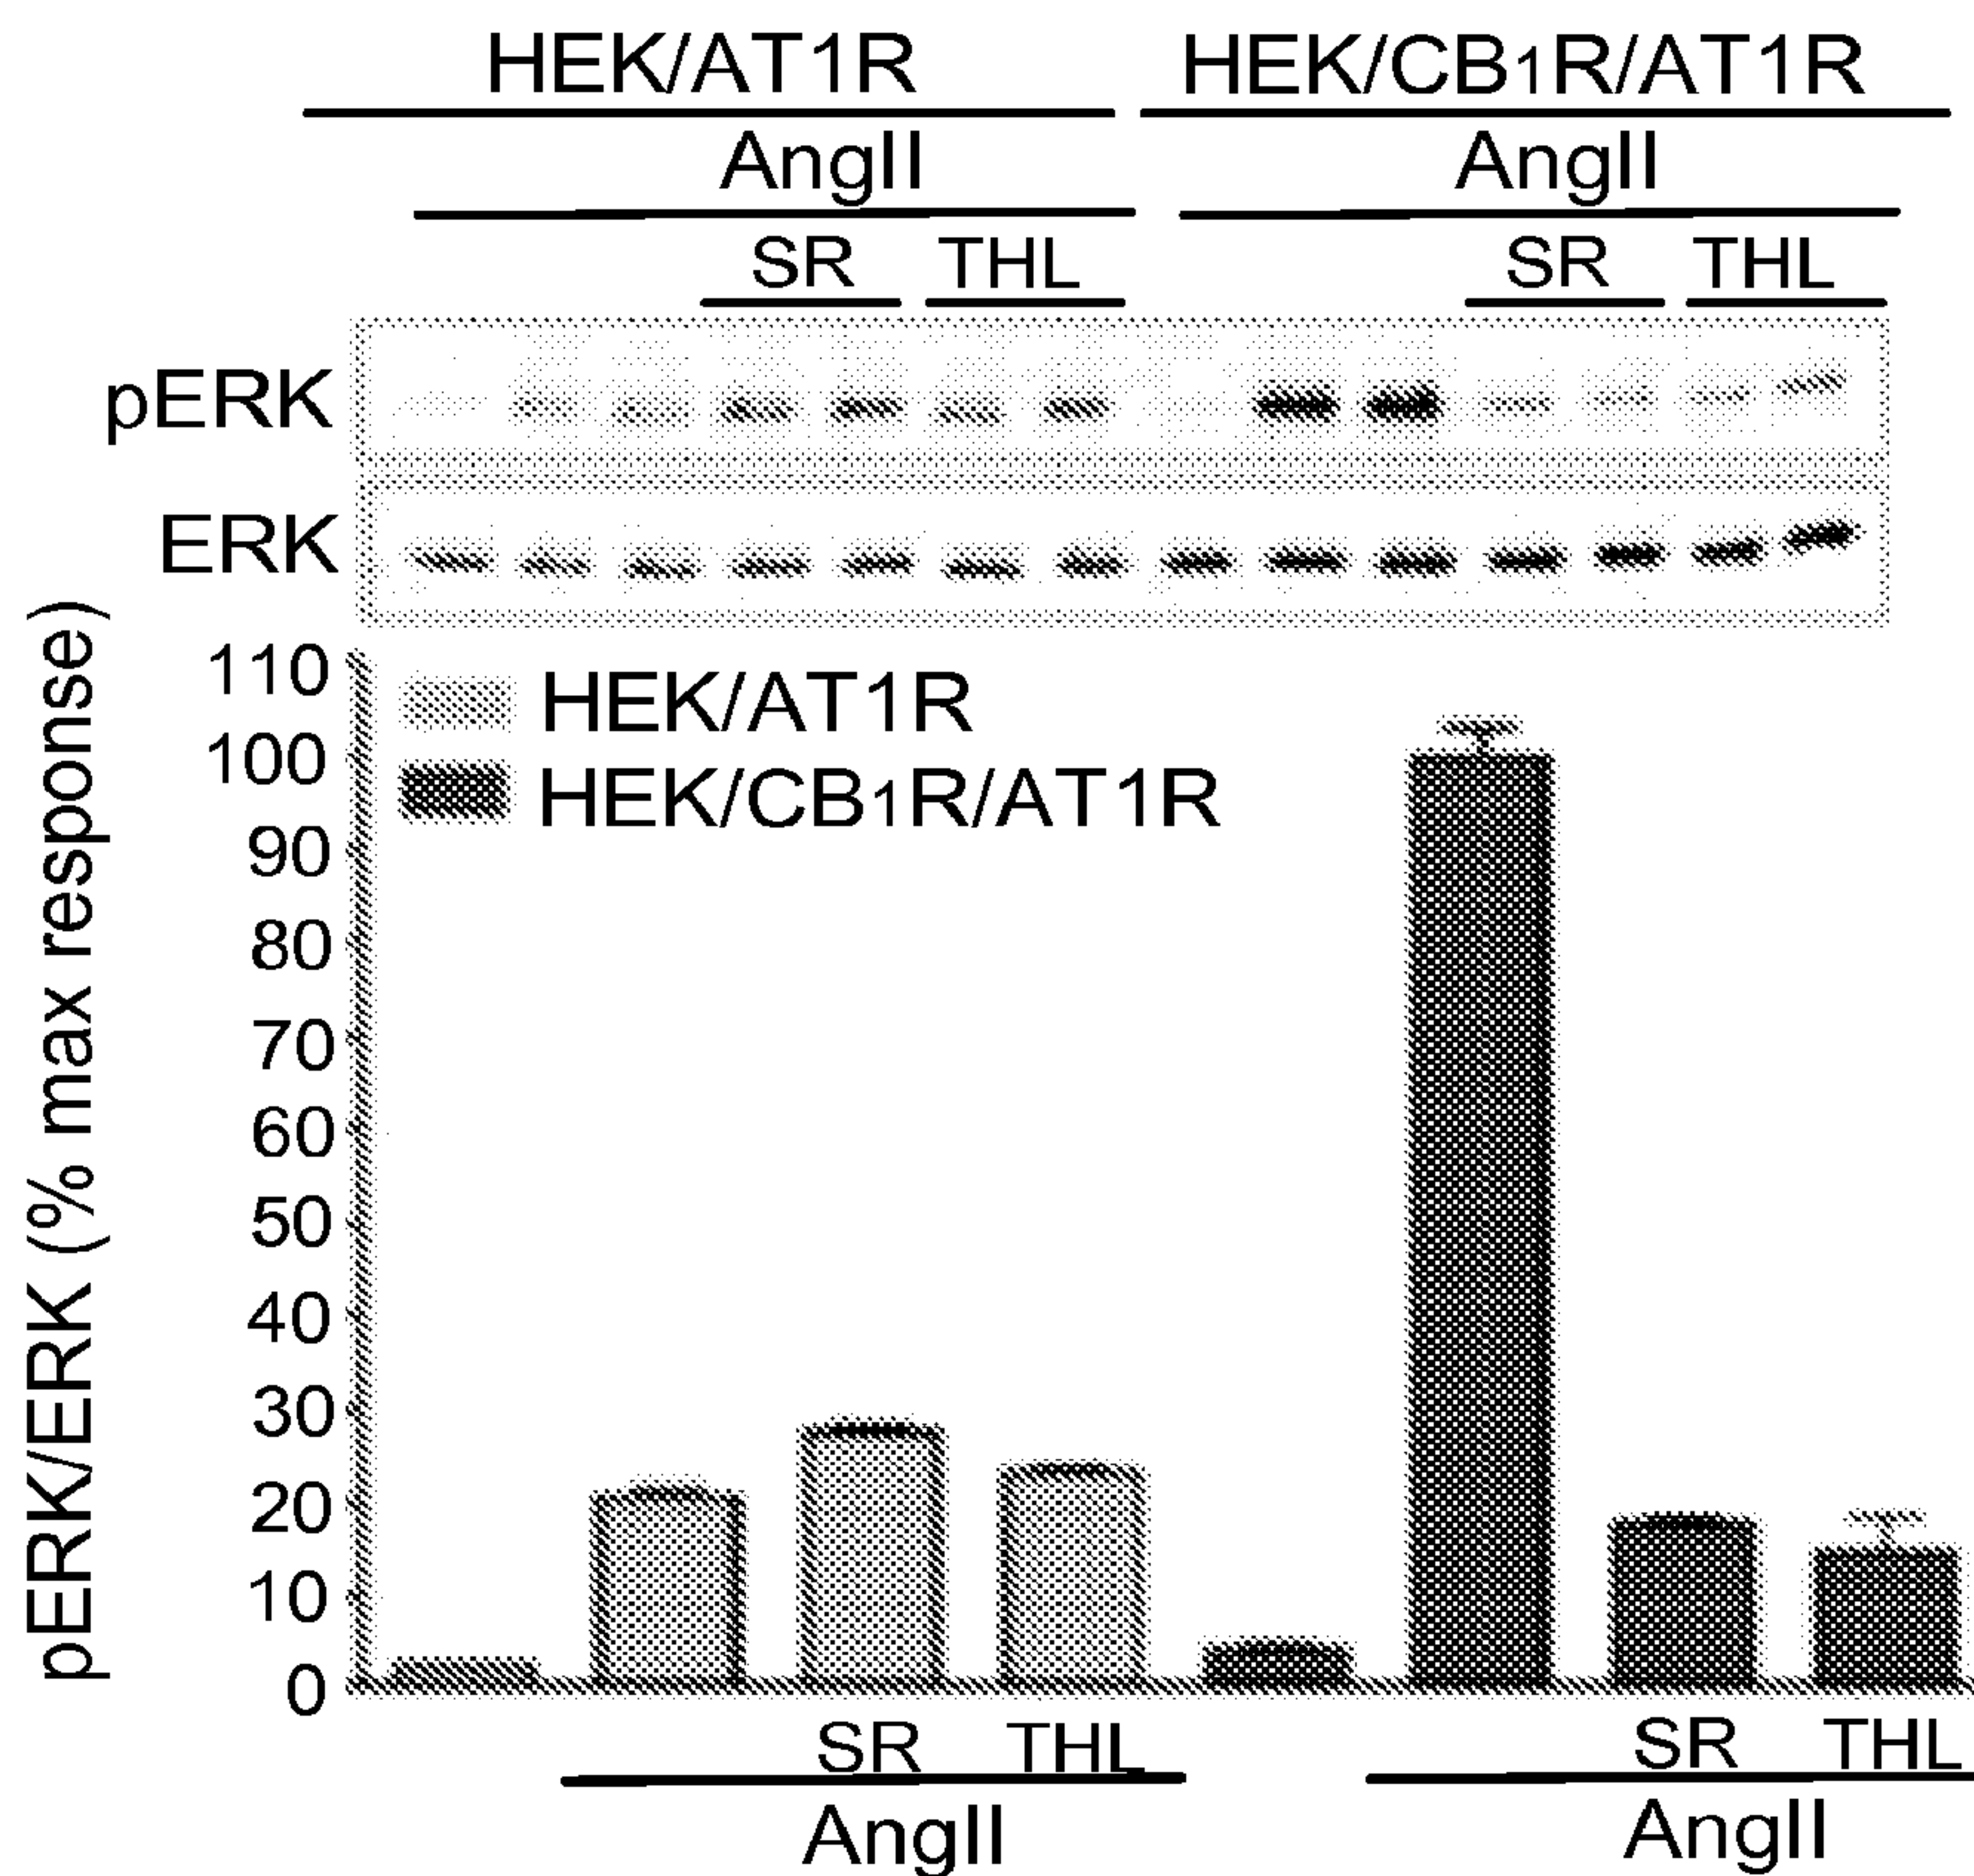 HEK/AT1R HEK/CB1R/AT1R
AngII AngII
SR THL SR THL
pERK
ERK
pERK/ERK (% max response)
110
100
90
80
70
60
50
40
30
20
10
0
HEK/AT1R
HEK/CB1R/AT1R
SR THL SR THL
AngII AngII